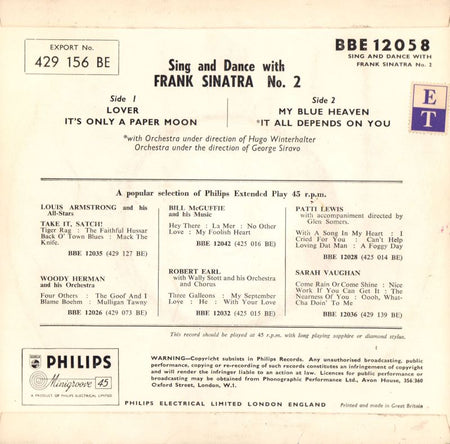 EXPORT No.
429 156 BE
BBE 12058
SING AND DANCE WITH
FRANK SINATRA No. 2
Sing and Dance with
FRANK SINATRA No. 2
Side 1
LOVER
IT'S ONLY A PAPER MOON
Side 2
MY BLUE HEAVEN
*IT ALL DEPENDS ON YOU
E
T
*with Orchestra under direction of Hugo Winterhalter
Orchestra under the direction of George Siravo
A popular selection of Philips Extended Play 45 r.p.m.
LOUIS ARMSTRONG and his
All-Stars
TAKE IT, SATCH!
Tiger Rag : The Faithful Hussar
Back O' Town Blues : Mack The
Knife.
BBE 12035 (429 127 BE)
WOODY HERMAN
and his Orchestra
Four Others : The Goof And I
Blame Boehm : Mulligan Tawny
BBE 12026 (429 073 BE)
BILL McGUFFIE
and his Music
Hey There : La Mer : No Other
Love : My Foolish Heart
BBE 12042 (425 016 BE)
ROBERT EARL
with Wally Stott and his Orchestra
and Chorus
Three Galleons : My September
Love : He : With Your Love
BBE 12032 (425 015 BE)
PATTI LEWIS
with accompaniment directed by
Glen Somers.
With A Song In My Heart : I
Cried For You : Can't Help
Loving Dat Man : A Foggy Day
BBE 12028 (425 014 BE)
SARAH VAUGHAN
Come Rain Or Come Shine : Nice
Work If You Can Get It : The
Nearness Of You : Oooh, What-
Cha Doin' To Me
BBE 12036 (429 139 BE)
This record should be played at 45 r.p.m. with long playing sapphire or diamond stylus.
PHILIPS
Minigroove 45
A PRODUCT OF PHILIPS ELECTRICAL LIMITED
WARNING—Copyright subsists in Philips Records. Any unauthorised broadcasting, public
performance, copying or re-recording of such records constitutes an infringement of copyright
and will render the infringer liable to an action at law. Licences for public performance or
broadcasting may be obtained from Phonographic Performance Ltd., Avon House, 356.360
Oxford Street, London, W.1.
PHILIPS ELECTRICAL LIMITED LONDON ENGLAND
Printed and made in Great Britain